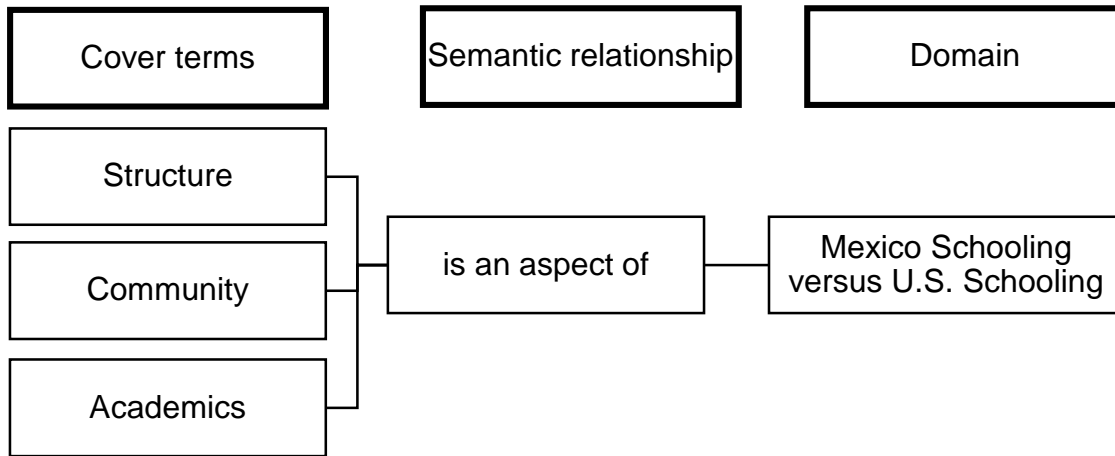 Cover terms
Semantic relationship
Domain
Structure
Community
Academics
is an aspect of
Mexico Schooling
versus U.S. Schooling